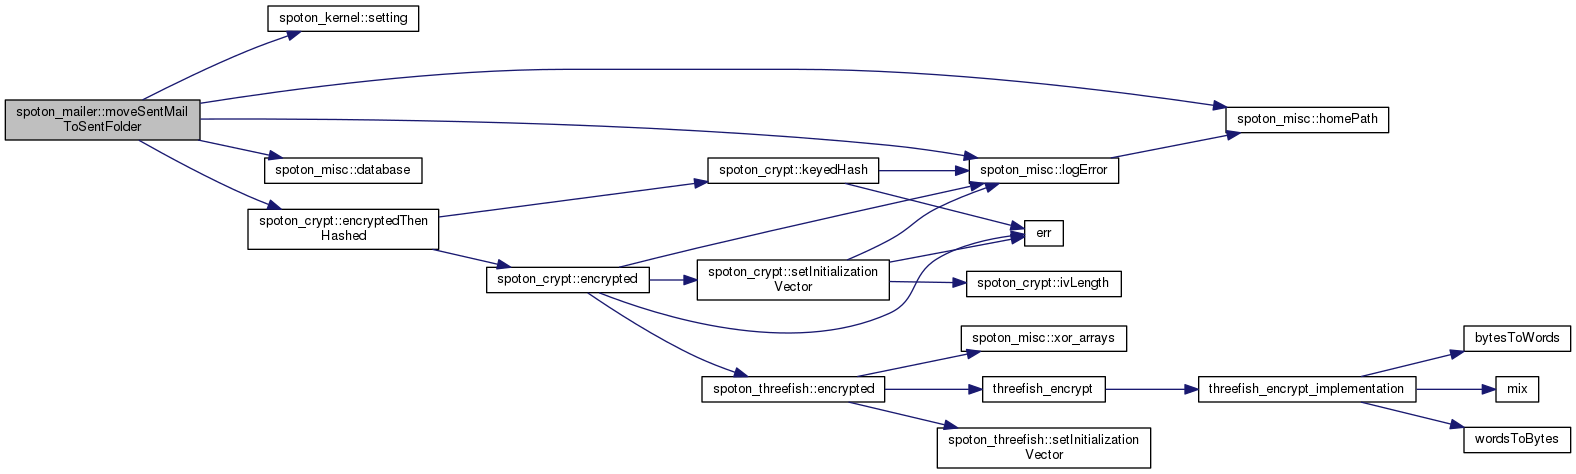 spoton_kernel::setting
spoton_mailer::moveSentMail
ToSentFolder
spoton_misc::homePath
spoton_misc::database
spoton_crypt::keyedHash
spoton_misc::logError
spoton_crypt::encryptedThen
Hashed
err
spoton_crypt::encrypted
spoton_crypt::setInitialization
Vector
spoton_crypt::ivLength
spoton_misc::xor_arrays
bytesToWords
spoton_threefish::encrypted
threefish_encrypt
threefish_encrypt_implementation
mix
spoton_threefish::setInitialization
Vector
wordsToBytes